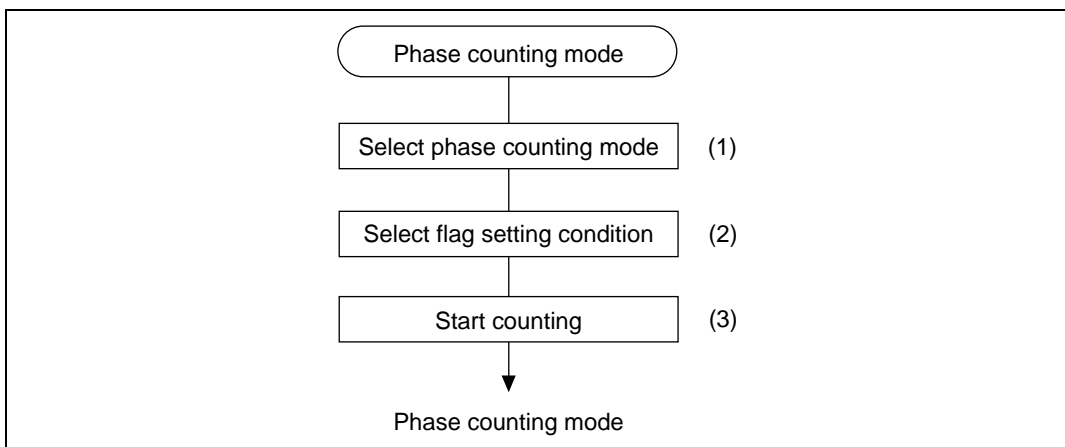 Phase counting mode
Select phase counting mode (1)
Select flag setting condition (2)
Start counting (3)
Phase counting mode